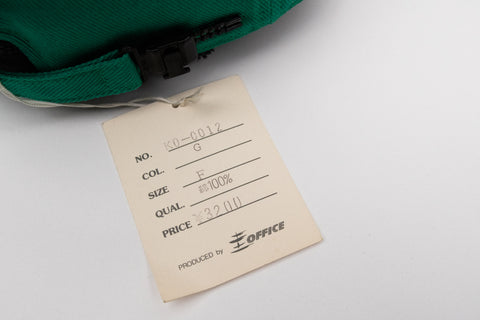 NO. KD-0012
COL. G
SIZE F
QUAL. 綿100%
PRICE ¥3200
PRODUCED by OFFICE